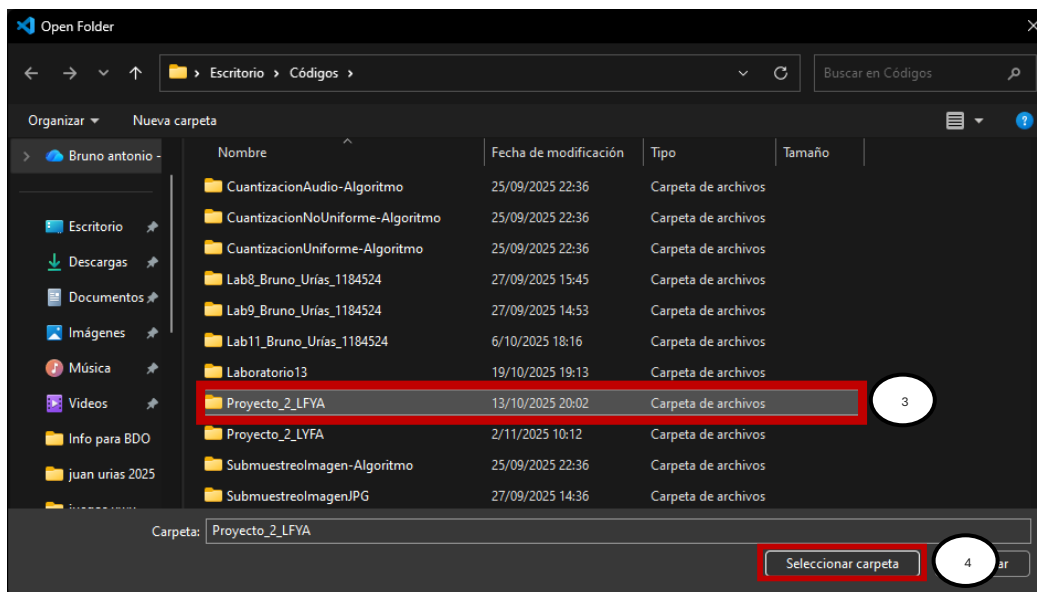 Open Folder
Escritorio > Códigos >
Buscar en Códigos
Organizar
Nueva carpeta
Bruno antonio -
Nombre
Fecha de modificación
Tipo
Tamaño
CuantizacionAudio-Algoritmo 25/09/2025 22:36 Carpeta de archivos
CuantizacionNoUniforme-Algoritmo 25/09/2025 22:36 Carpeta de archivos
Escritorio
CuantizacionUniforme-Algoritmo 25/09/2025 22:36 Carpeta de archivos
Descargas
Lab8_Bruno_Urías_1184524 27/09/2025 15:45 Carpeta de archivos
Documentos
Lab9_Bruno_Urías_1184524 27/09/2025 14:53 Carpeta de archivos
Imágenes
Lab11_Bruno_Urías_1184524 6/10/2025 18:16 Carpeta de archivos
Música
Laboratorio13 19/10/2025 19:13 Carpeta de archivos
Videos
Proyecto_2_LFYA 13/10/2025 20:02 Carpeta de archivos
3
Info para BDO
Proyecto_2_LYFA 2/11/2025 10:12 Carpeta de archivos
juan urias 2025
SubmuestreoImagen-Algoritmo 25/09/2025 22:36 Carpeta de archivos
SubmuestreoImagenJPG 27/09/2025 14:36 Carpeta de archivos
Carpeta: Proyecto_2_LFYA
Seleccionar carpeta
4
ar